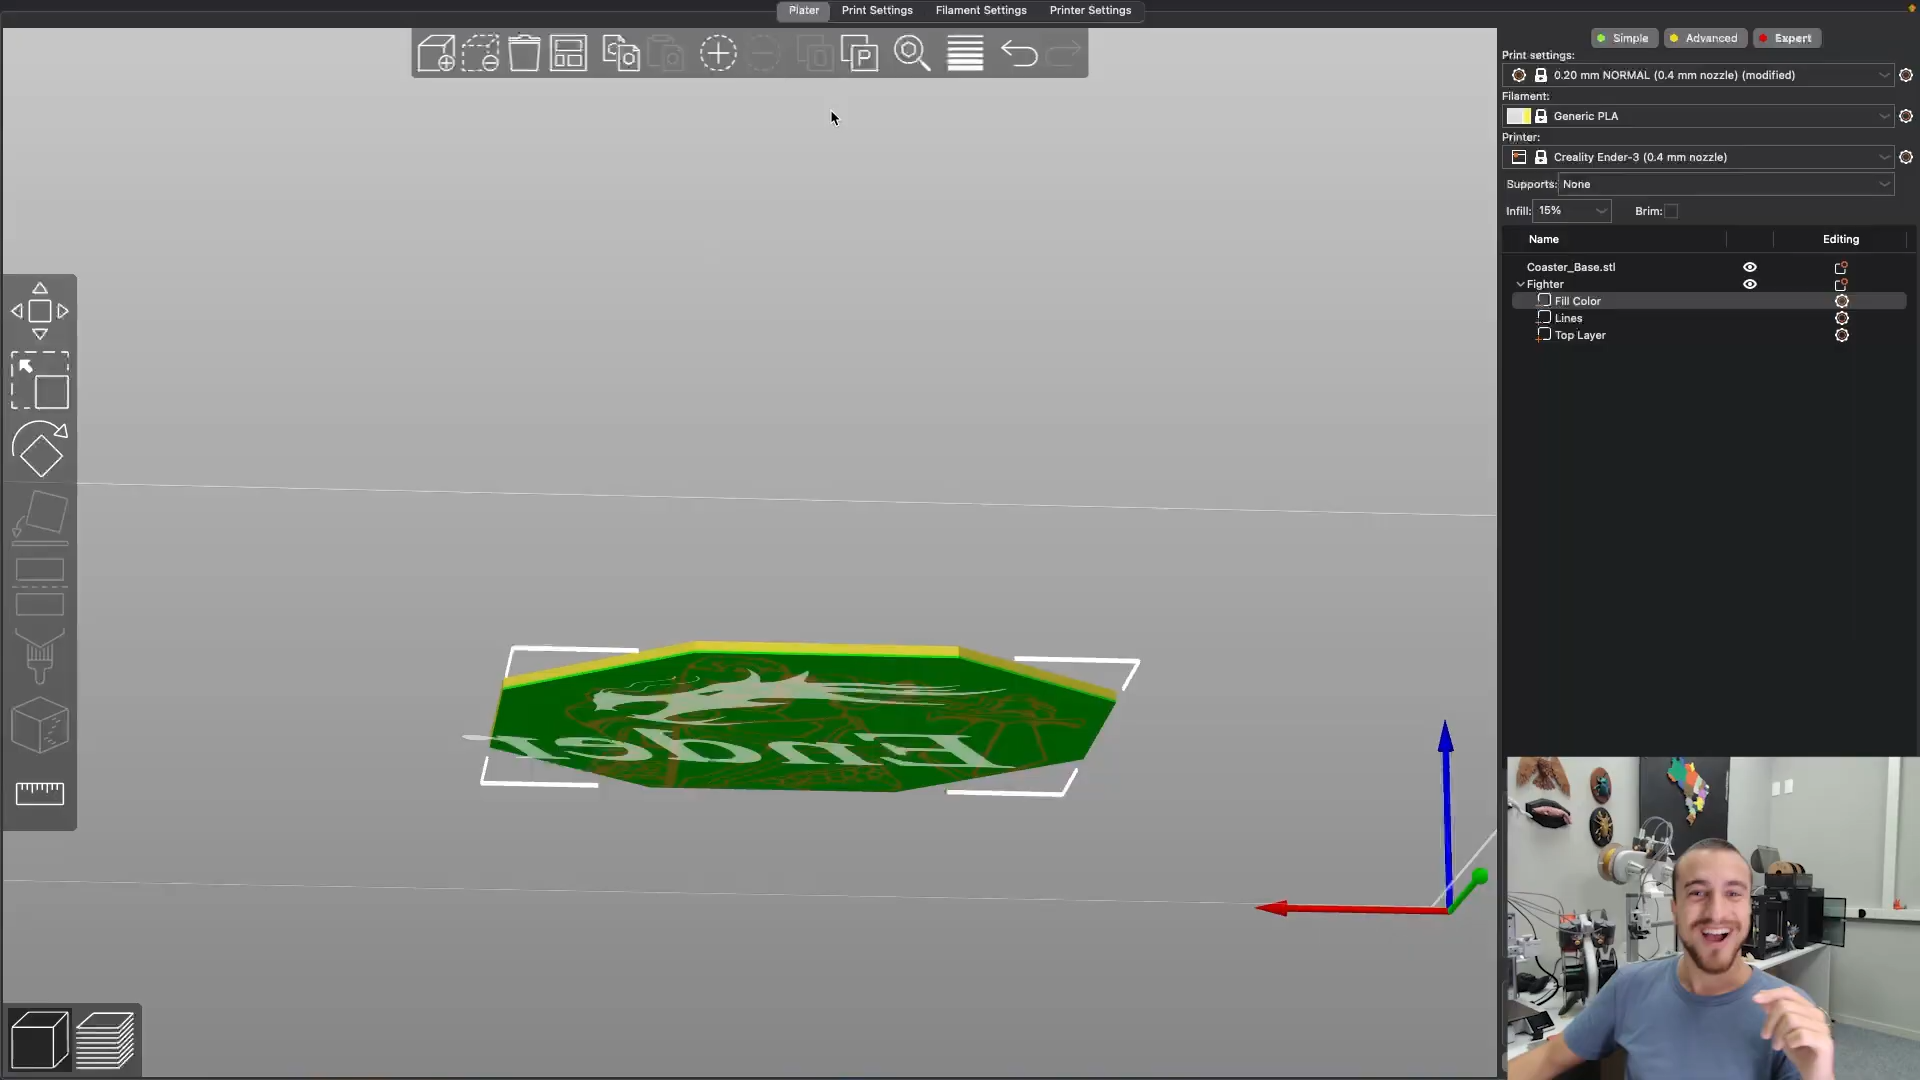 Plater Print Settings Filament Settings Printer Settings
Simple Advanced Expert
Print settings:
0.20 mm NORMAL (0.4 mm nozzle) (modified)
Filament:
Generic PLA
Printer:
Creality Ender-3 (0.4 mm nozzle)
Supports: None
Infill: 15% Brim:
Name Editing
Coaster_Base.stl
Fighter
Fill Color
Lines
Top Layer
Ender